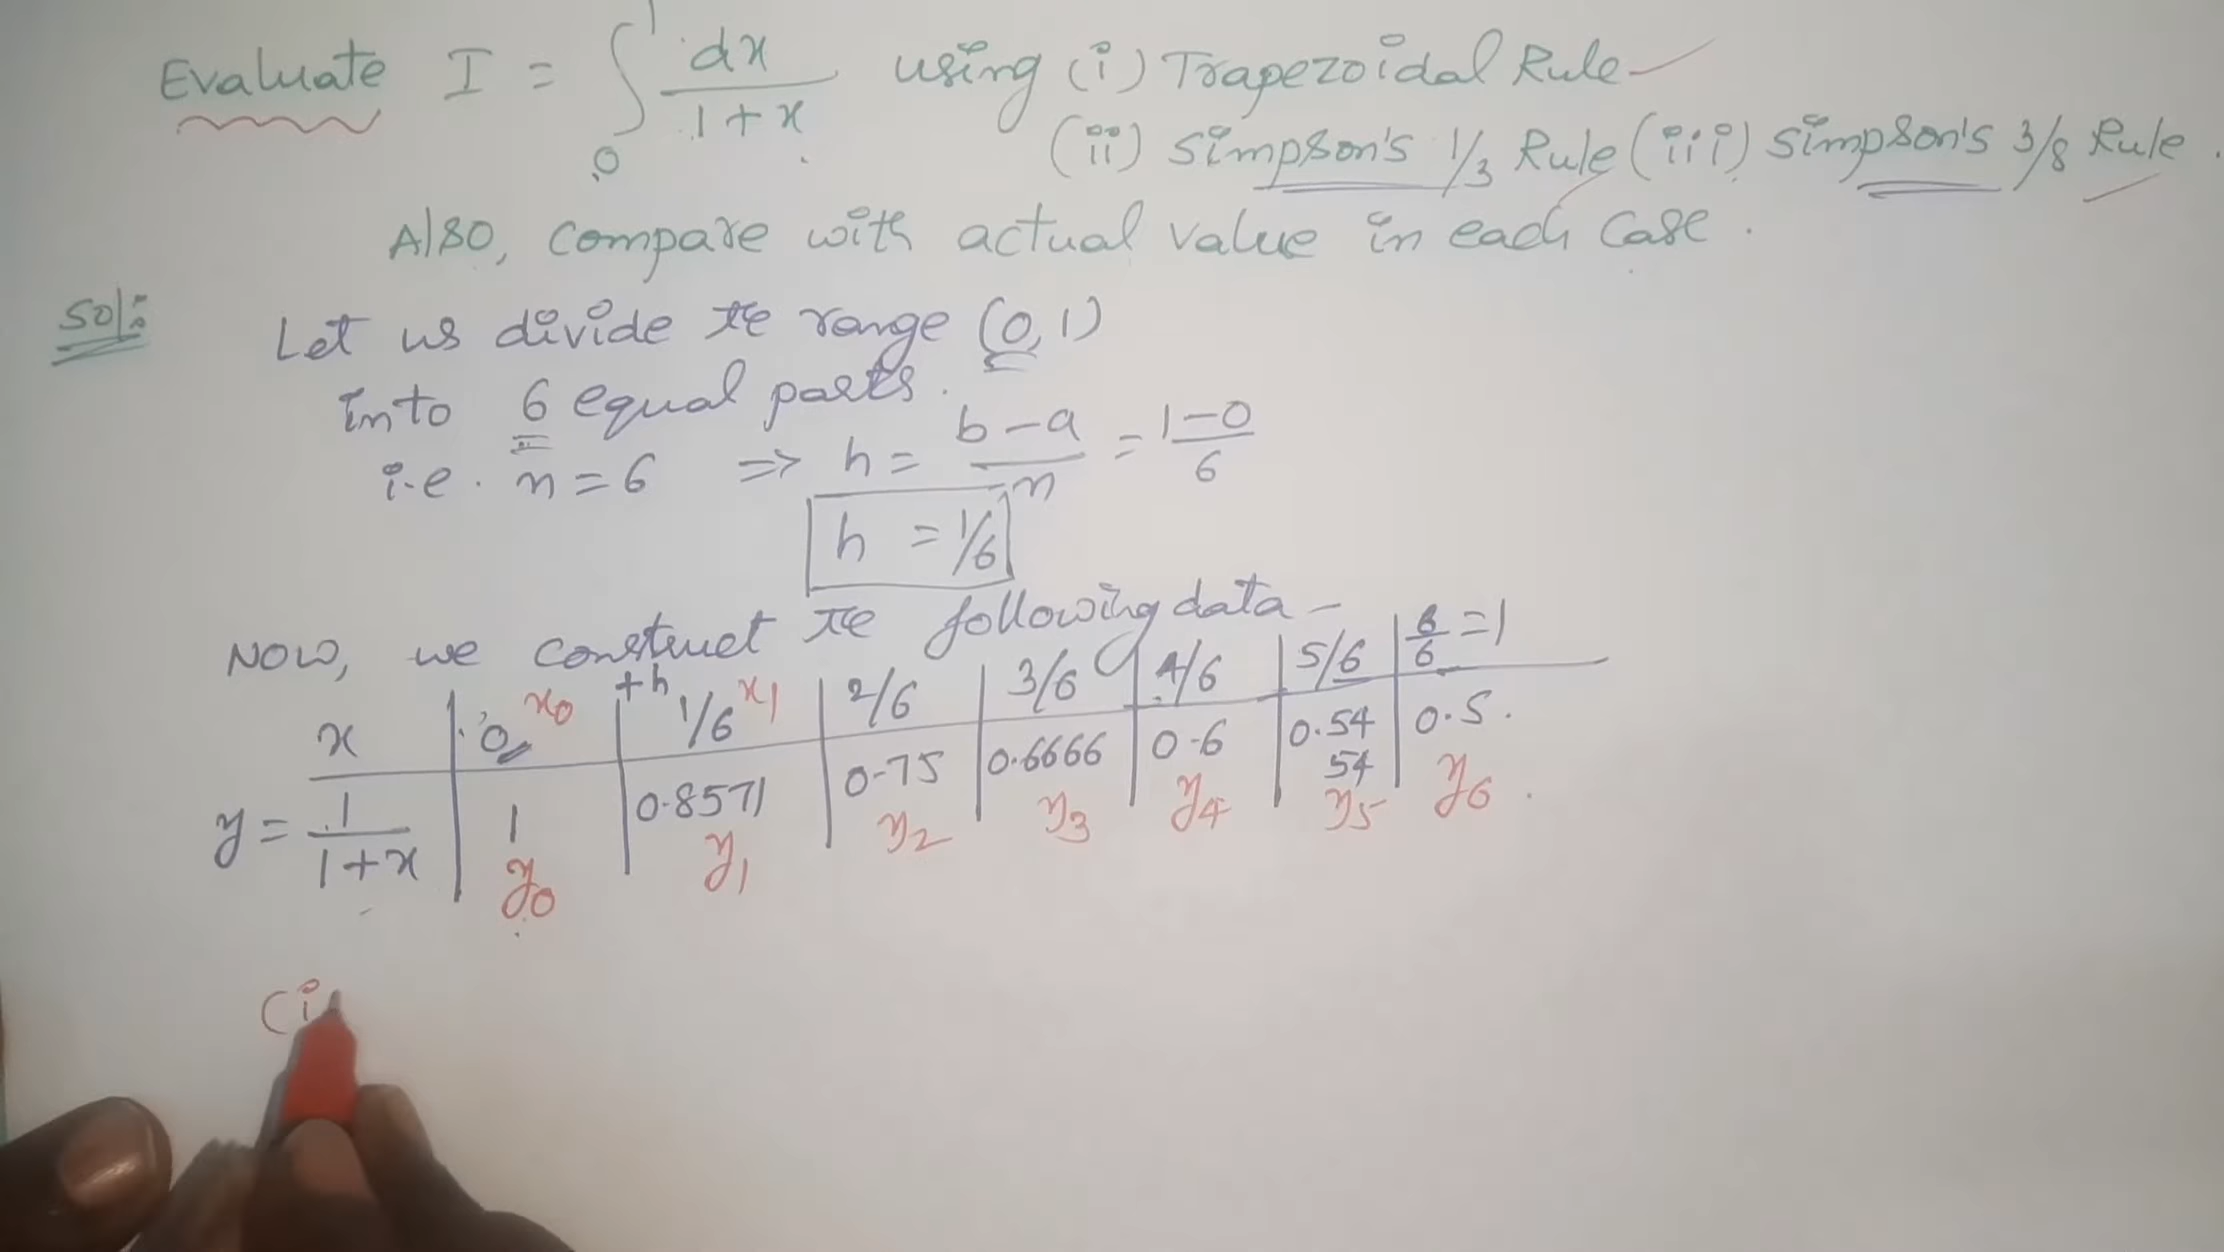 Evaluate I = ∫₀¹ dx/(1+x) using (i) Trapezoidal Rule
(ii) Simpson's 1/3 Rule (iii) Simpson's 3/8 Rule.
Also, compare with actual value in each case.
Sol:
Let us divide the range (0,1)
into 6 equal parts.
i.e. n=6 => h = (b-a)/n = (1-0)/6
h = 1/6
Now, we construct the following data -
x | 0 x0 | +h 1/6 x1 | 2/6 | 3/6 | 4/6 | 5/6 | 6/6 =1
y = 1/(1+x) | 1 | 0.8571 | 0.75 | 0.6666 | 0.6 | 0.5454 | 0.5.
y0 y1 y2 y3 y4 y5 y6
(i